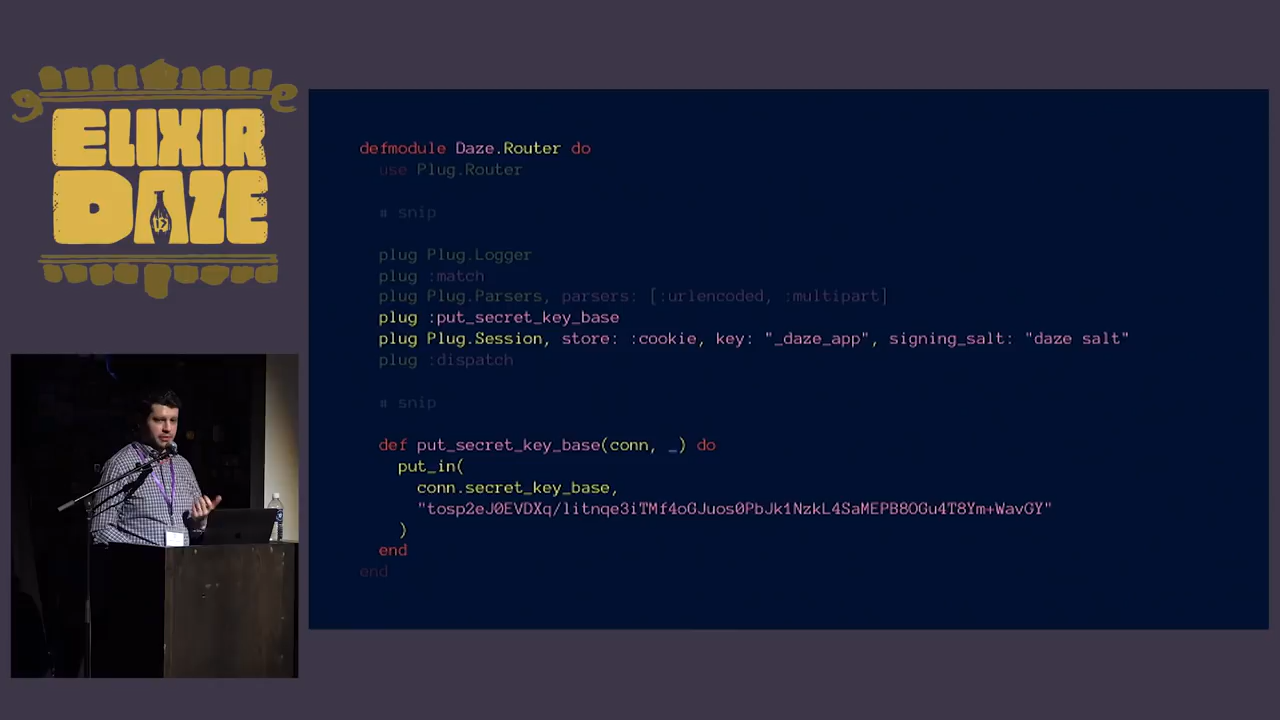 ELIXIR
DAZE
defmodule Daze.Router do
use Plug.Router
# snip
plug Plug.Logger
plug :match
plug Plug.Parsers, parsers: [:urlencoded, :multipart]
plug :put_secret_key_base
plug Plug.Session, store: :cookie, key: "_daze_app", signing_salt: "daze salt"
plug :dispatch
# snip
def put_secret_key_base(conn, _) do
put_in(
conn.secret_key_base,
"tosp2eJ0EVDXq/litnqe3iTMf4oGJuos0PbJk1NzkL4SaMEPB8OGu4T8Ym+WavGY"
)
end
end